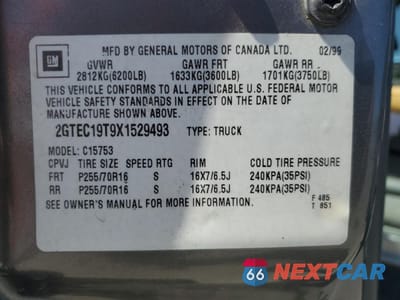 GM MFD BY GENERAL MOTORS OF CANADA LTD. 02/99
GVWR GAWR FRT GAWR RR
2812KG(6200LB) 1633KG(3600LB) 1701KG(3750LB)
THIS VEHICLE CONFORMS TO ALL APPLICABLE U.S. FEDERAL MOTOR
VEHICLE SAFETY STANDARDS IN EFFECT ON THE DATE OF
MANUFACTURE SHOWN ABOVE.
2GTEC19T9X1529493 TYPE: TRUCK
MODEL: C15753
CPVJ TIRE SIZE SPEED RTG RIM COLD TIRE PRESSURE
FRT P255/70R16 S 16X7/6.5J 240KPA(35PSI)
RR P255/70R16 S 16X7/6.5J 240KPA(35PSI)
SEE OWNER'S MANUAL FOR MORE INFORMATION. F 485
T 851
66 NEXTCAR